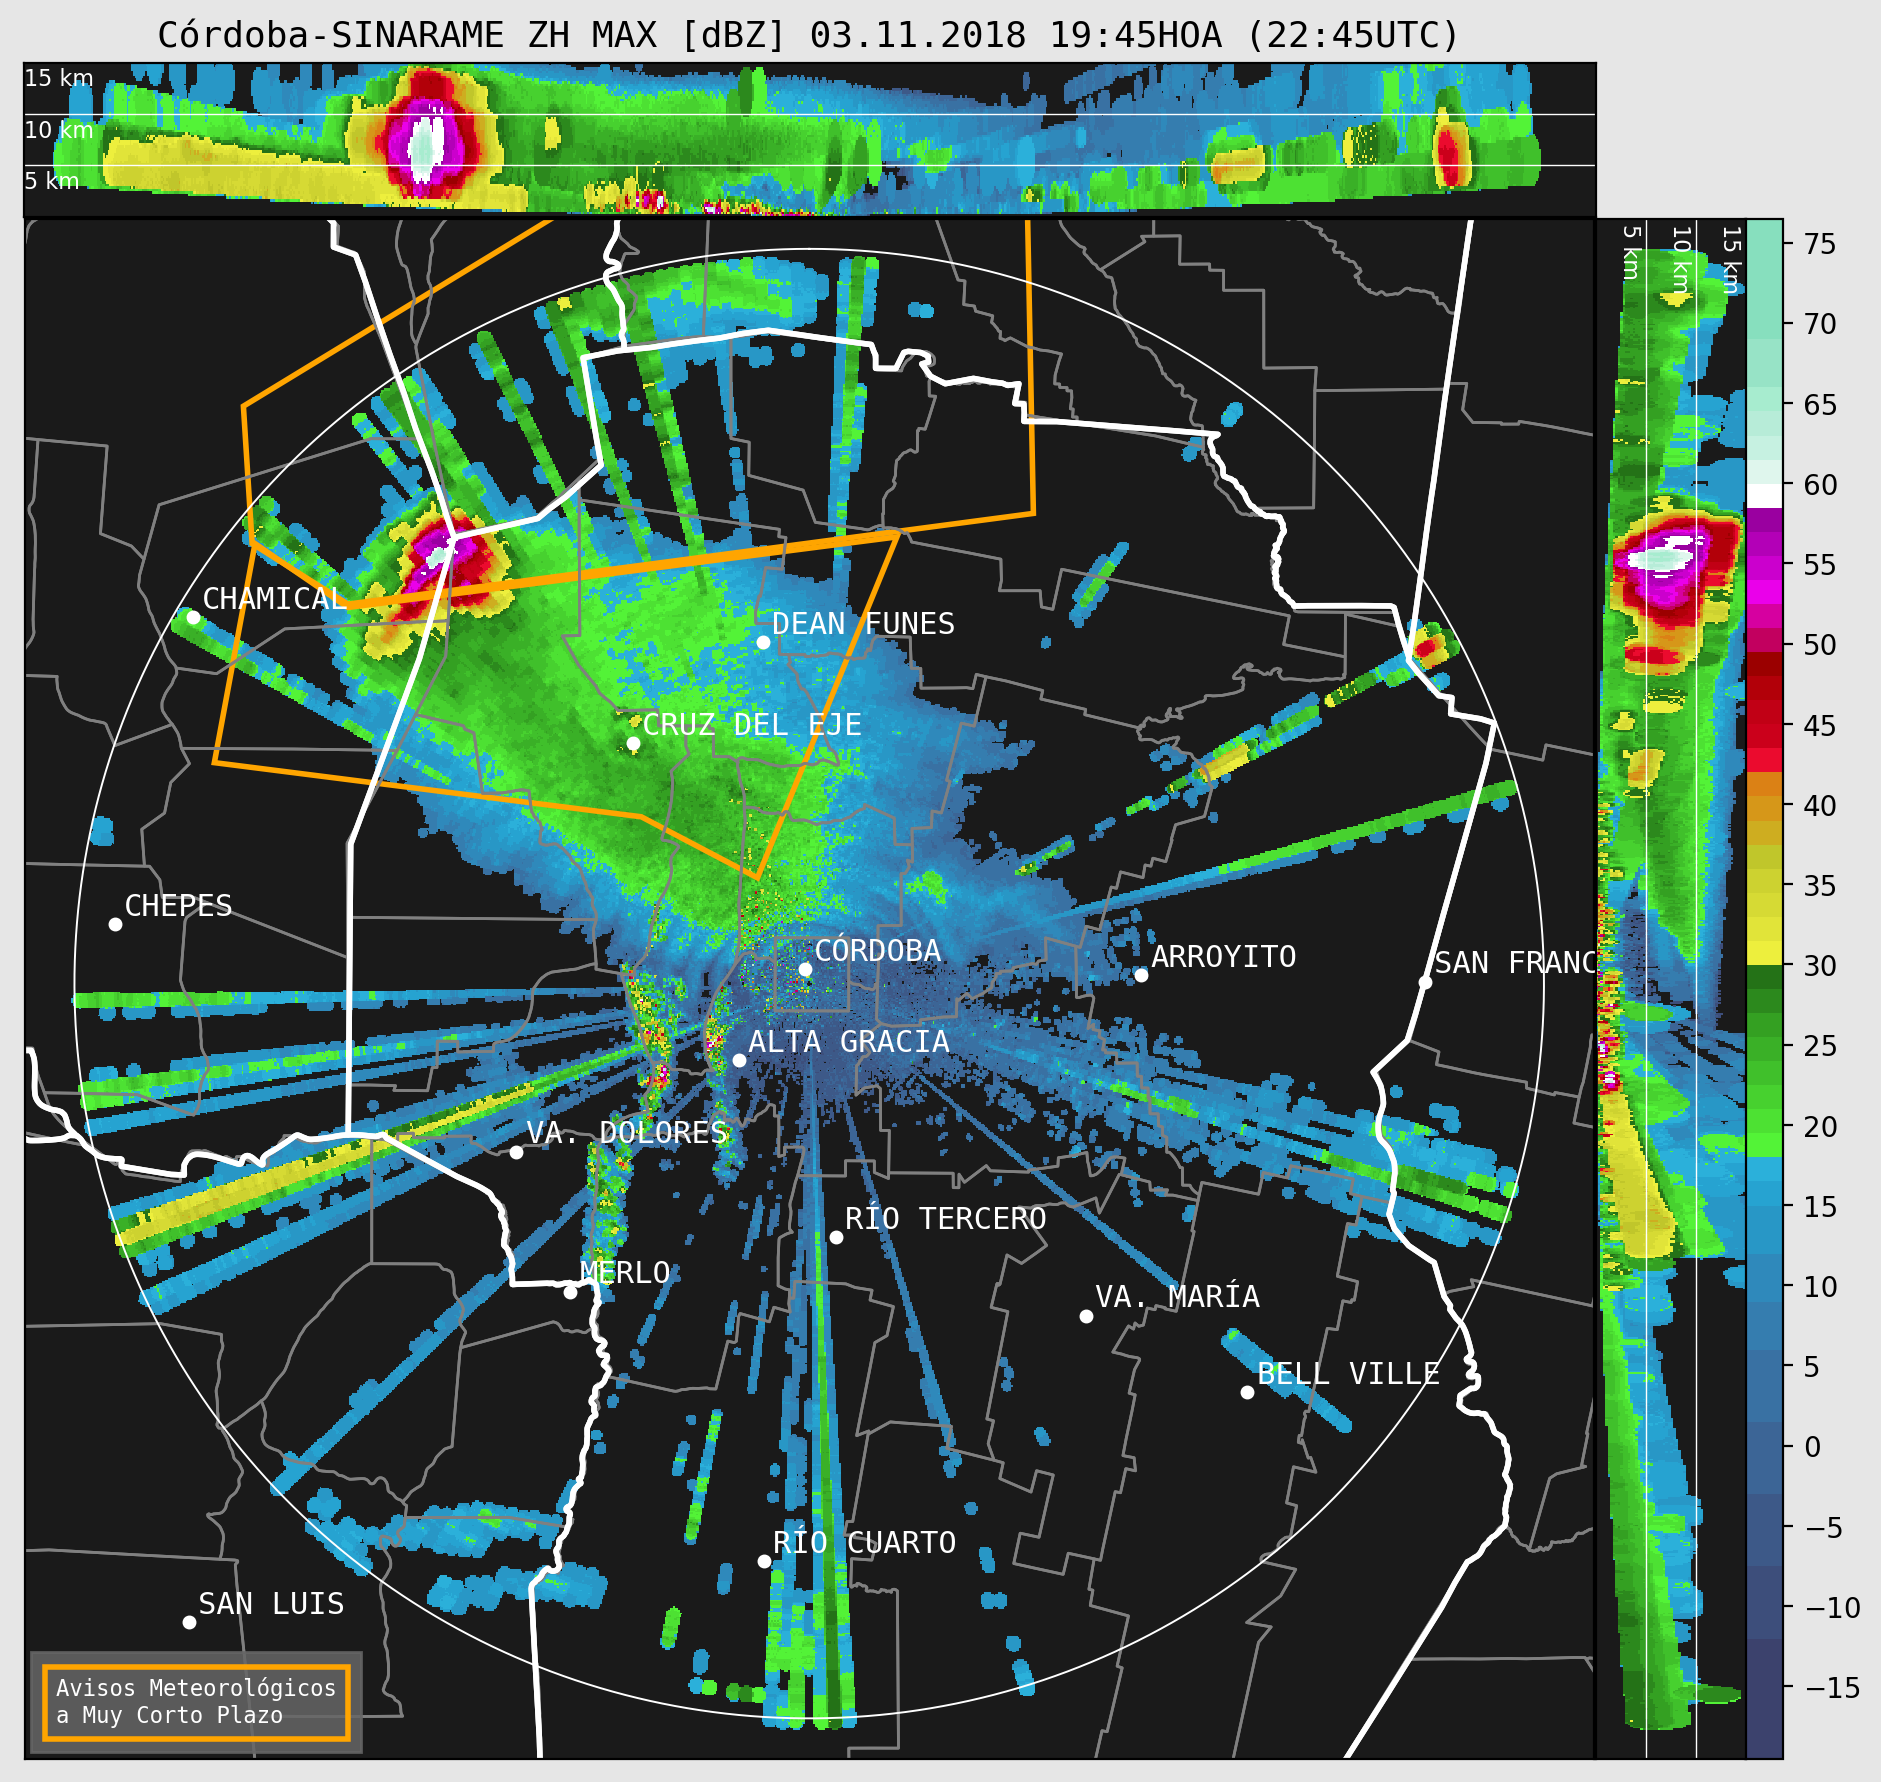 Córdoba-SINARAME ZH MAX [dBZ] 03.11.2018 19:45HOA (22:45UTC)
15 km
10 km
5 km
5 km
10 km
15 km
75
70
65
60
55
50
45
40
35
30
25
20
15
10
5
0
−5
−10
−15
CHAMICAL
DEAN FUNES
CRUZ DEL EJE
CHEPES
CÓRDOBA
ARROYITO
SAN FRANC
ALTA GRACIA
VA. DOLORES
RÍO TERCERO
MERLO
VA. MARÍA
BELL VILLE
RÍO CUARTO
SAN LUIS
Avisos Meteorológicos
a Muy Corto Plazo